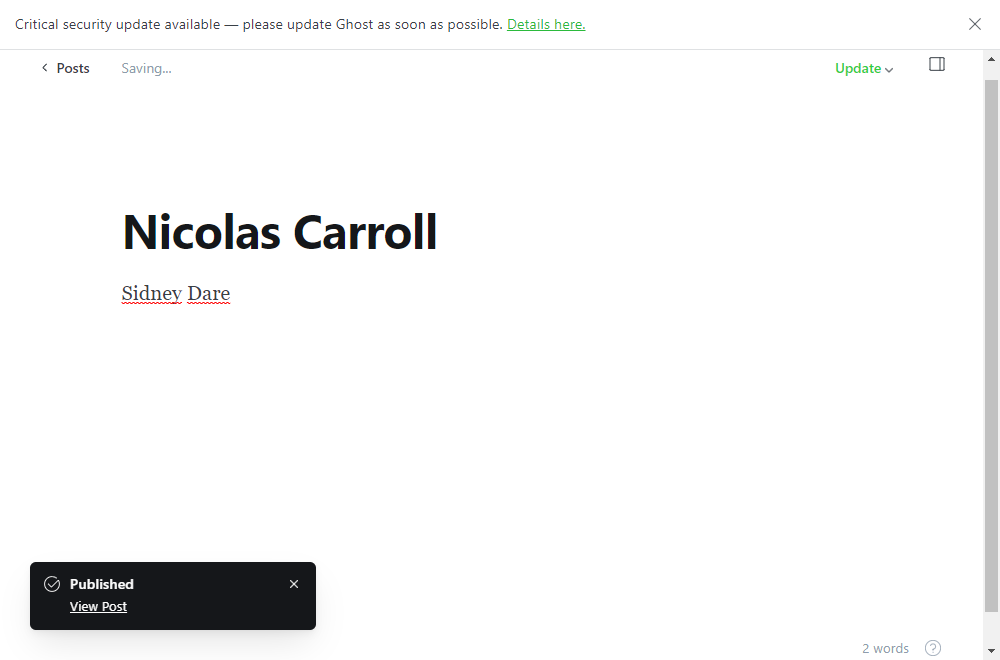 Critical security update available — please update Ghost as soon as possible. Details here.
Posts Saving... Update
Nicolas Carroll
Sidney Dare
Published
View Post
2 words ?